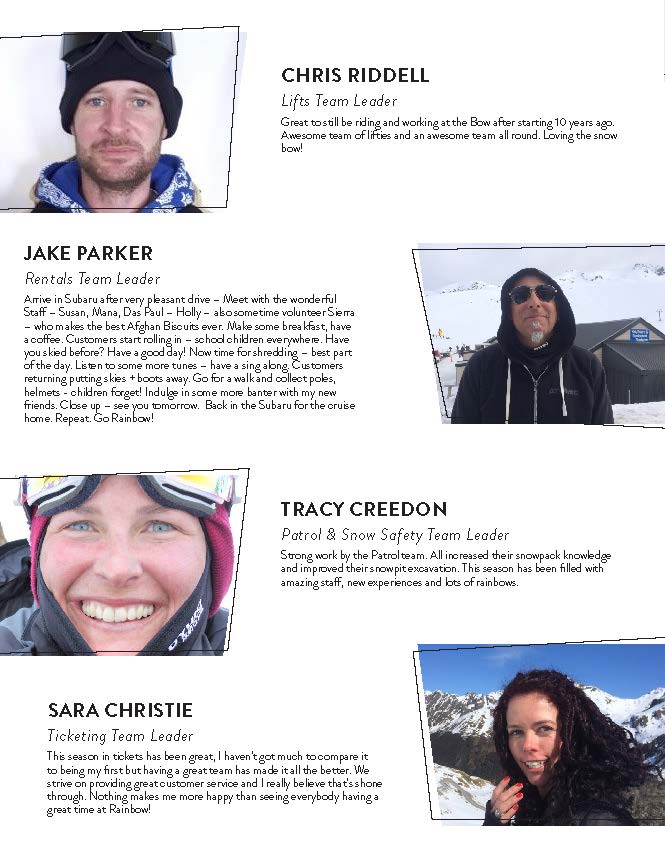 CHRIS RIDDELL
Lifts Team Leader
Great to still be riding and working at the Bow after starting 10 years ago.
Awesome team of lifties and an awesome team all round. Loving the snow
bow!
JAKE PARKER
Rentals Team Leader
Arrive in Subaru after very pleasant drive – Meet with the wonderful
Staff – Susan, Mana, Das Paul – Holly – also sometime volunteer Sierra
– who makes the best Afghan Biscuits ever. Make some breakfast, have
a coffee. Customers start rolling in – school children everywhere. Have
you skied before? Have a good day! Now time for shredding – best part
of the day. Listen to some more tunes – have a sing along. Customers
returning putting skies + boots away. Go for a walk and collect poles,
helmets - children forget! Indulge in some more banter with my new
friends. Close up – see you tomorrow. Back in the Subaru for the cruise
home. Repeat. Go Rainbow!
TRACY CREEDON
Patrol & Snow Safety Team Leader
Strong work by the Patrol team. All increased their snowpack knowledge
and improved their snowpit excavation. This season has been filled with
amazing staff, new experiences and lots of rainbows.
SARA CHRISTIE
Ticketing Team Leader
This season in tickets has been great, I haven't got much to compare it
to being my first but having a great team has made it all the better. We
strive on providing great customer service and I really believe that's shone
through. Nothing makes me more happy than seeing everybody having a
great time at Rainbow!